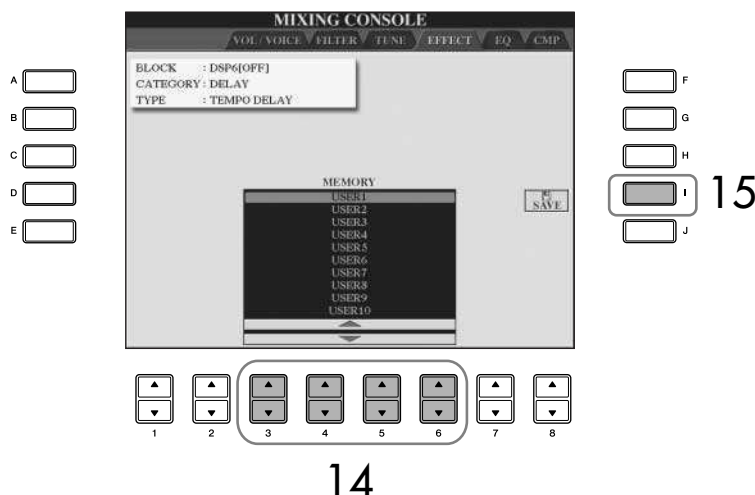 MIXING CONSOLE
VOL/VOICE FILTER TUNE EFFECT EQ CMP
BLOCK : DSP6[OFF]
CATEGORY : DELAY
TYPE : TEMPO DELAY
A
B
C
D
E
F
G
H
I
J
15
MEMORY
USER1
USER2
USER3
USER4
USER5
USER6
USER7
USER8
USER9
USER10
SAVE
1 2 3 4 5 6 7 8
14